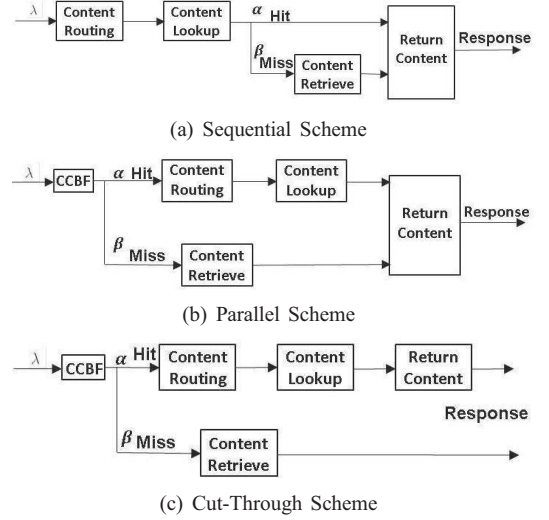 λ Content Routing Content Lookup α Hit Return Content Response
β Miss Content Retrieve
(a) Sequential Scheme
λ CCBF α Hit Content Routing Content Lookup Return Content Response
β Miss Content Retrieve
(b) Parallel Scheme
λ CCBF α Hit Content Routing Content Lookup Return Content
Response
β Miss Content Retrieve
(c) Cut-Through Scheme